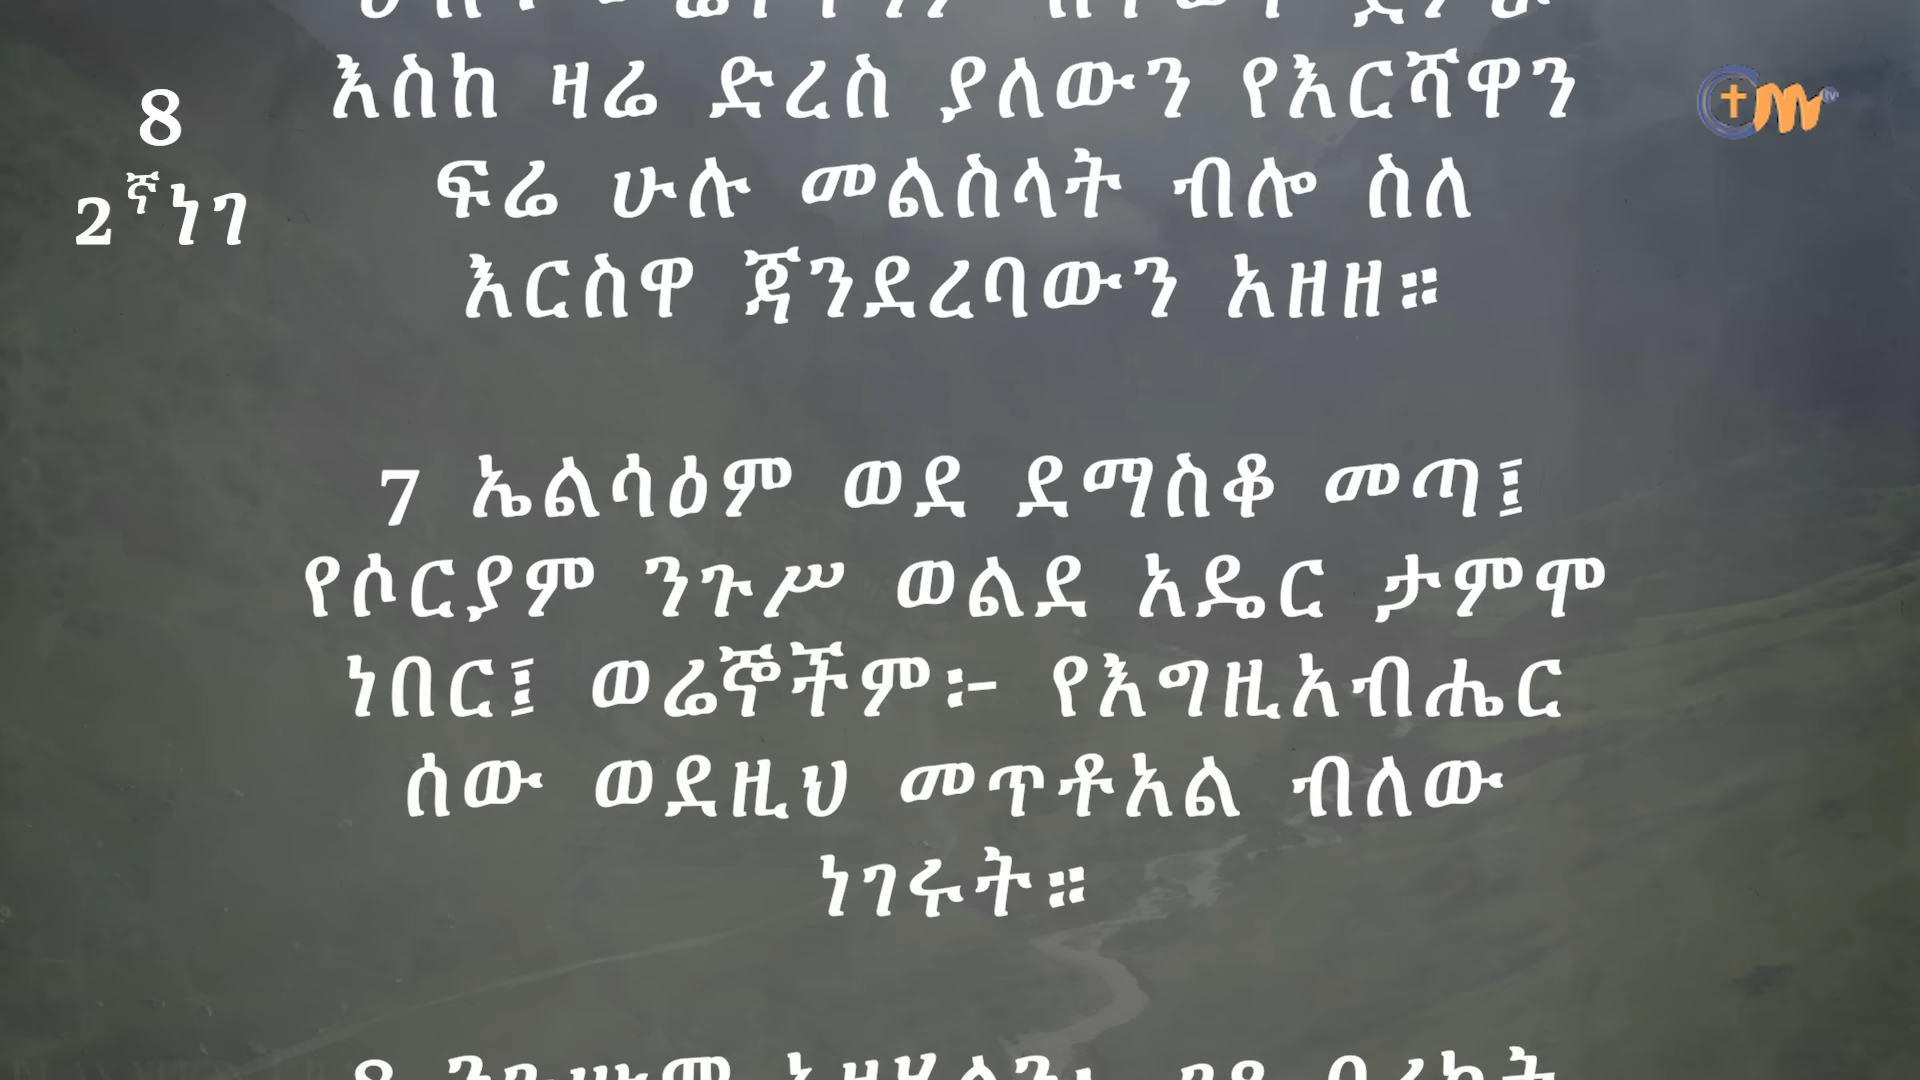 8
2ኛነገ
እስከ ዛሬ ድረስ ያለውን የእርሻዋን
ፍሬ ሁሉ መልስላት ብሎ ስለ
እርስዋ ጃንደረባውን አዘዘ።
7 ኤልሳዕም ወደ ደማስቆ መጣ፤
የሶርያም ንጉሥ ወልደ አዴር ታምሞ
ነበር፤ ወሬኞችም፦ የእግዚአብሔር
ሰው ወደዚህ መጥቶአል ብለው
ነገሩት።